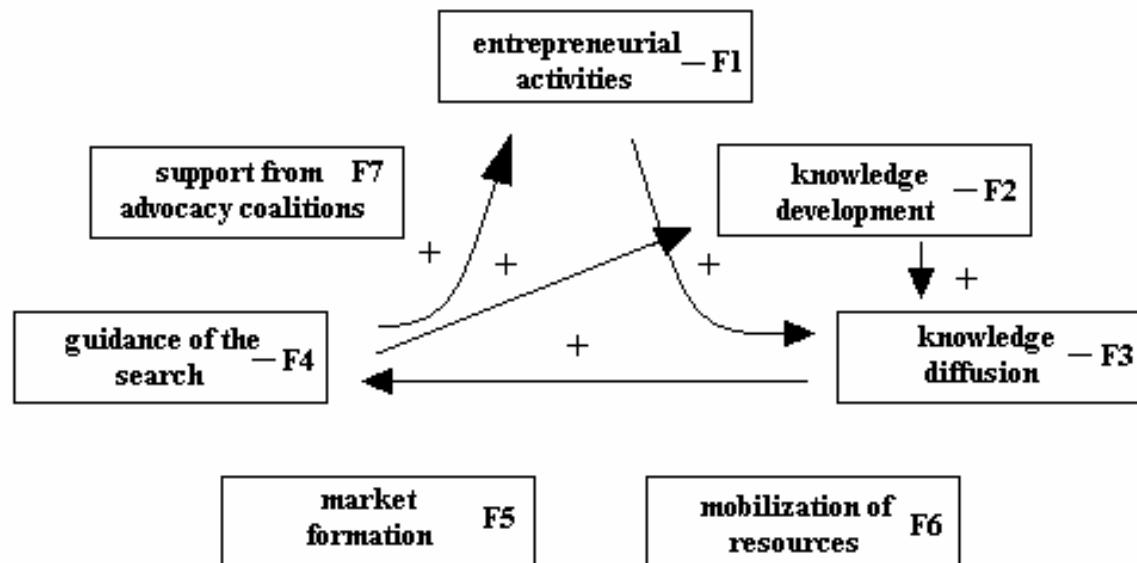 entrepreneurial
activities
— F1
support from
advocacy coalitions
F7
knowledge
development
— F2
+
+
+
+
guidance of the
search
— F4
+
knowledge
diffusion
— F3
market
formation
F5
mobilization of
resources
F6